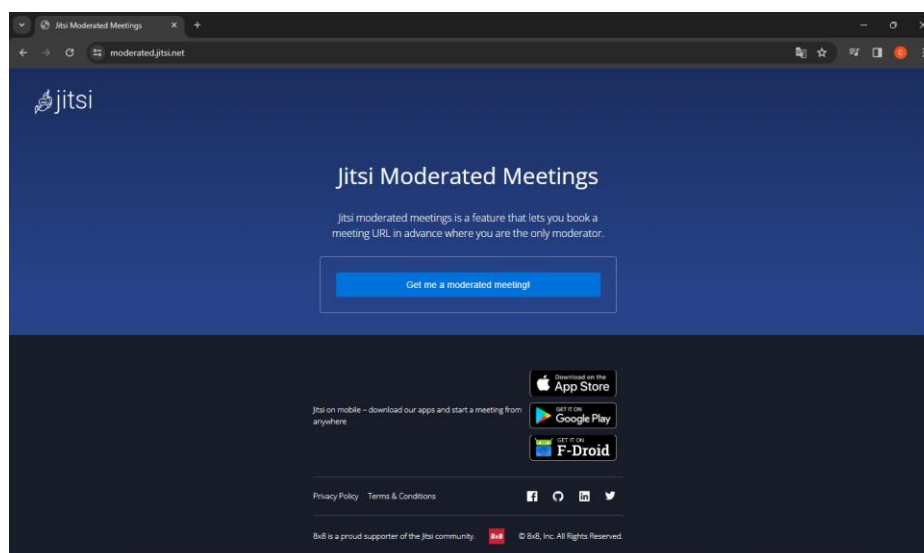 Jitsi Moderated Meetings
moderated.jitsi.net
jitsi
Jitsi Moderated Meetings
Jitsi moderated meetings is a feature that lets you book a
meeting URL in advance where you are the only moderator.
Get me a moderated meeting!
Download on the
App Store
Jitsi on mobile – download our apps and start a meeting from
anywhere
GET IT ON
Google Play
GET IT ON
F-Droid
Privacy Policy Terms & Conditions
8x8 is a proud supporter of the Jitsi community. 8x8 © 8x8, Inc. All Rights Reserved.